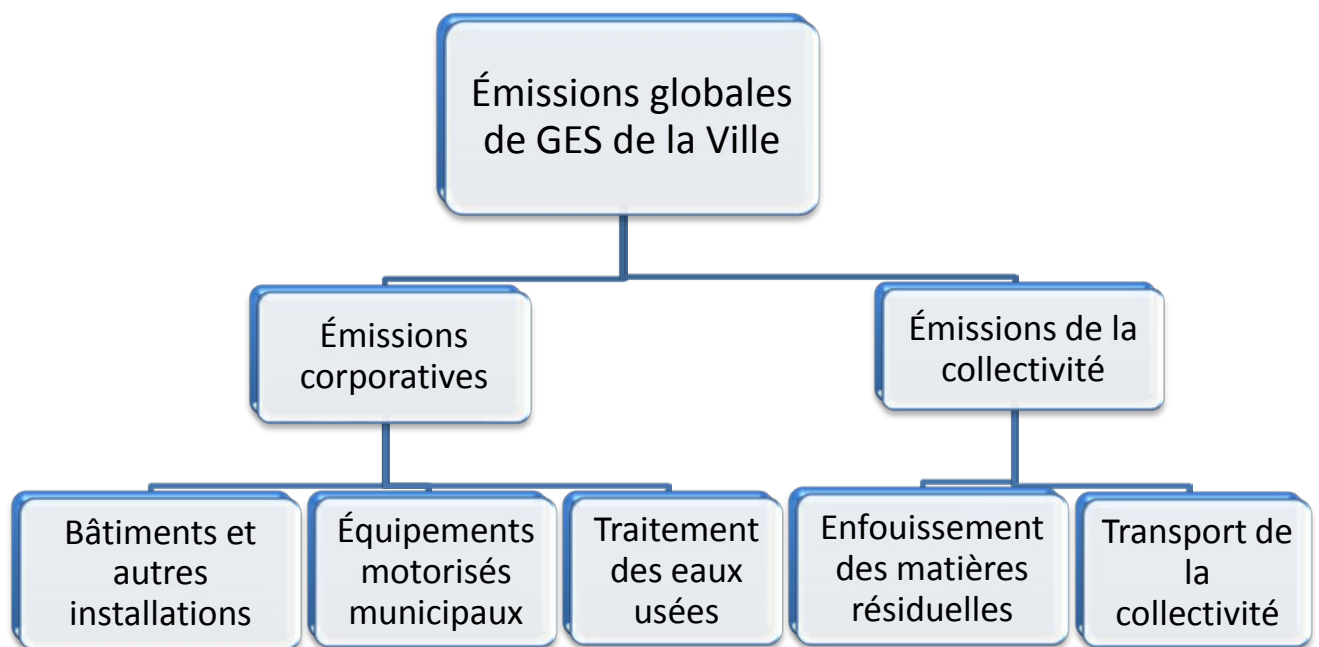 Émissions globales
de GES de la Ville
Émissions
corporatives
Émissions de la
collectivité
Bâtiments et
autres
installations
Équipements
motorisés
municipaux
Traitement
des eaux
usées
Enfouissement
des matières
résiduelles
Transport de
la
collectivité